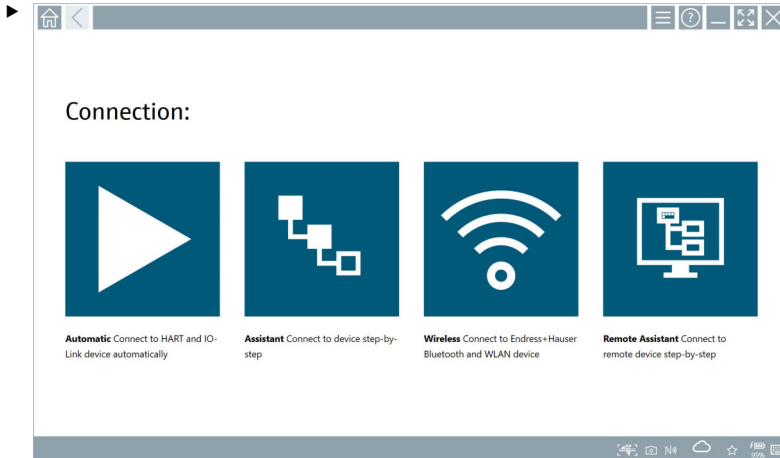 Connection:
Automatic Connect to HART and IO-
Link device automatically
Assistant Connect to device step-by-
step
Wireless Connect to Endress+Hauser
Bluetooth and WLAN device
Remote Assistant Connect to
remote device step-by-step
99%